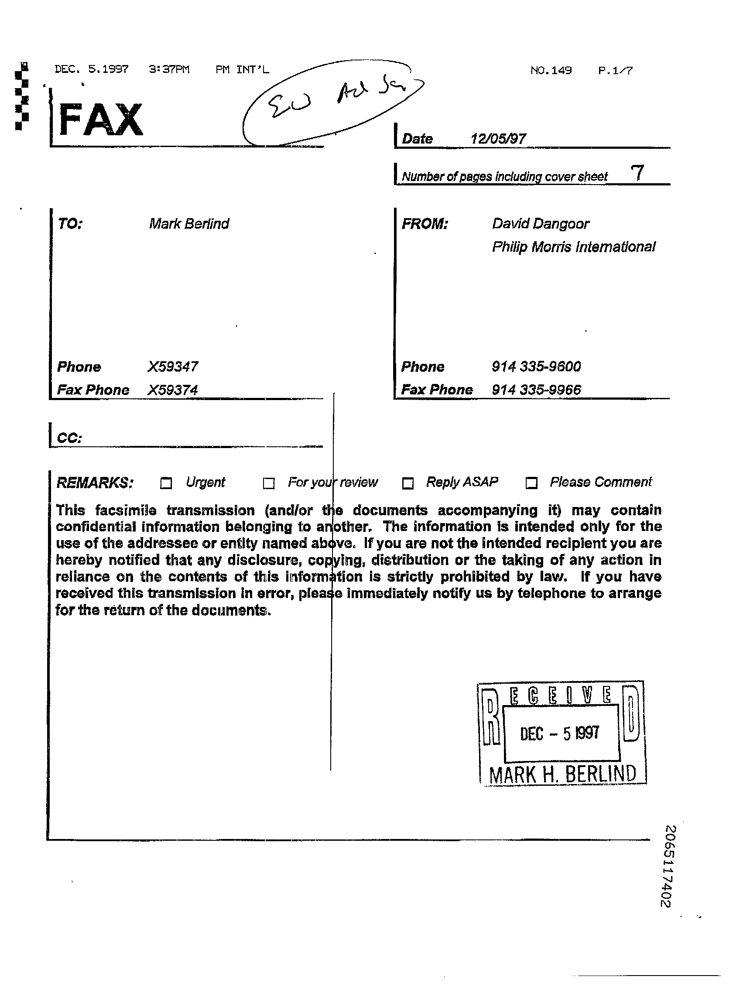 DEC. 5.1997 3:37PM PM INT'L NO.149 P.1/7
FAX
Date 12/05/97
Number of pages including cover sheet 7
TO: Mark Berlind
FROM: David Dangoor
Philip Morris International
Phone X59347
Fax Phone X59374
Phone 914 335-9600
Fax Phone 914 335-9966
CC:
REMARKS: ☐ Urgent ☐ For your review ☐ Reply ASAP ☐ Please Comment
This facsimile transmission (and/or the documents accompanying it) may contain
confidential information belonging to another. The information is intended only for the
use of the addressee or entity named above. If you are not the intended recipient you are
hereby notified that any disclosure, copying, distribution or the taking of any action in
reliance on the contents of this information is strictly prohibited by law. If you have
received this transmission in error, please immediately notify us by telephone to arrange
for the return of the documents.
RECEIVED
DEC - 5 1997
MARK H. BERLIND
2065117402